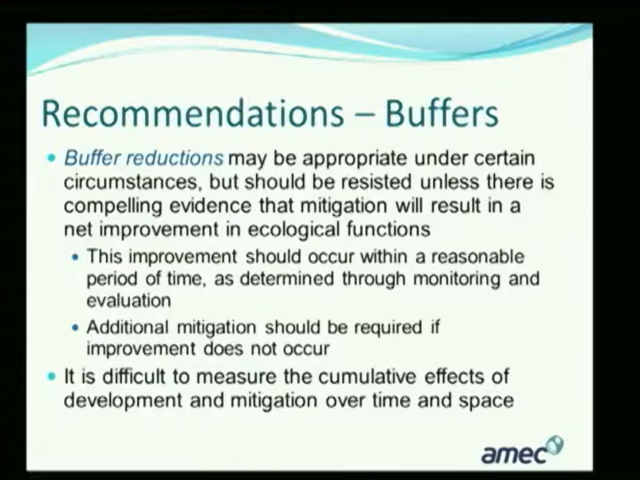 Recommendations – Buffers
• Buffer reductions may be appropriate under certain
circumstances, but should be resisted unless there is
compelling evidence that mitigation will result in a
net improvement in ecological functions
• This improvement should occur within a reasonable
period of time, as determined through monitoring and
evaluation
• Additional mitigation should be required if
improvement does not occur
• It is difficult to measure the cumulative effects of
development and mitigation over time and space
amec